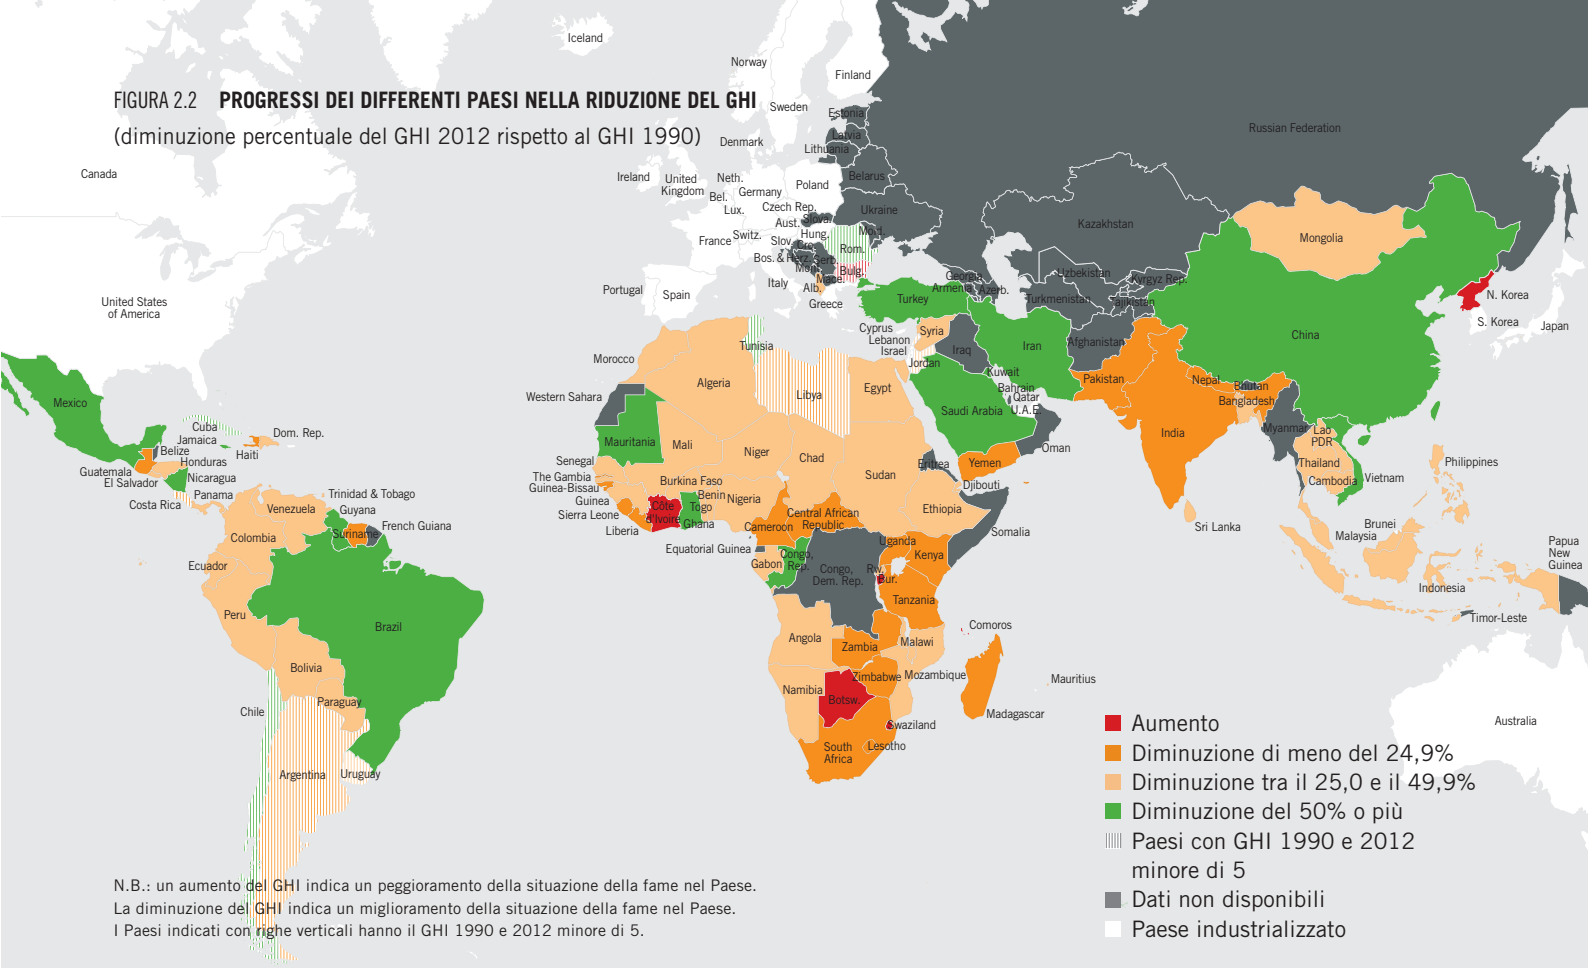 Iceland
Norway
Finland
FIGURA 2.2 PROGRESSI DEI DIFFERENTI PAESI NELLA RIDUZIONE DEL GHI
(diminuzione percentuale del GHI 2012 rispetto al GHI 1990)
Sweden
Estonia
Latvia
Lithuania
Denmark
Russian Federation
Canada
Ireland
United
Kingdom
Neth.
Bel.
Lux.
Germany
Poland
Belarus
Czech Rep.
Slova.
Ukraine
Aust.
Hung.
Mold.
France
Switz.
Slov.
Cro.
Rom.
Bos. & Herz.
Serb.
Mon.
Bulg.
Mace.
Alb.
Italy
Greece
Portugal
Spain
Kazakhstan
Mongolia
Georgia
Armenia
Azerb.
Uzbekistan
Kyrgyz Rep.
Turkmenistan
Tajikistan
United States
of America
Turkey
N. Korea
S. Korea
Japan
China
Cyprus
Lebanon
Israel
Syria
Jordan
Iraq
Iran
Afghanistan
Kuwait
Bahrain
Qatar
U.A.E.
Saudi Arabia
Oman
Yemen
Pakistan
Nepal
Bhutan
Bangladesh
India
Myanmar
Lao
PDR
Thailand
Cambodia
Vietnam
Philippines
Sri Lanka
Brunei
Malaysia
Indonesia
Papua
New
Guinea
Timor-Leste
Australia
Morocco
Tunisia
Algeria
Libya
Egypt
Western Sahara
Mauritania
Mali
Niger
Chad
Sudan
Eritrea
Djibouti
Senegal
The Gambia
Guinea-Bissau
Guinea
Sierra Leone
Liberia
Burkina Faso
Côte
d'Ivoire
Benin
Togo
Ghana
Nigeria
Cameroon
Central African
Republic
Ethiopia
Somalia
Equatorial Guinea
Gabon
Congo,
Rep.
Congo,
Dem. Rep.
Uganda
Kenya
Rw.
Bur.
Tanzania
Comoros
Angola
Zambia
Malawi
Namibia
Botsw.
Zimbabwe
Mozambique
Mauritius
Madagascar
Swaziland
South
Africa
Lesotho
Mexico
Cuba
Jamaica
Belize
Haiti
Dom. Rep.
Guatemala
Honduras
El Salvador
Nicaragua
Costa Rica
Panama
Trinidad & Tobago
Venezuela
Guyana
Suriname
French Guiana
Colombia
Ecuador
Peru
Brazil
Bolivia
Paraguay
Chile
Argentina
Uruguay
Aumento
Diminuzione di meno del 24,9%
Diminuzione tra il 25,0 e il 49,9%
Diminuzione del 50% o più
Paesi con GHI 1990 e 2012
minore di 5
Dati non disponibili
Paese industrializzato
N.B.: un aumento del GHI indica un peggioramento della situazione della fame nel Paese.
La diminuzione del GHI indica un miglioramento della situazione della fame nel Paese.
I Paesi indicati con righe verticali hanno il GHI 1990 e 2012 minore di 5.